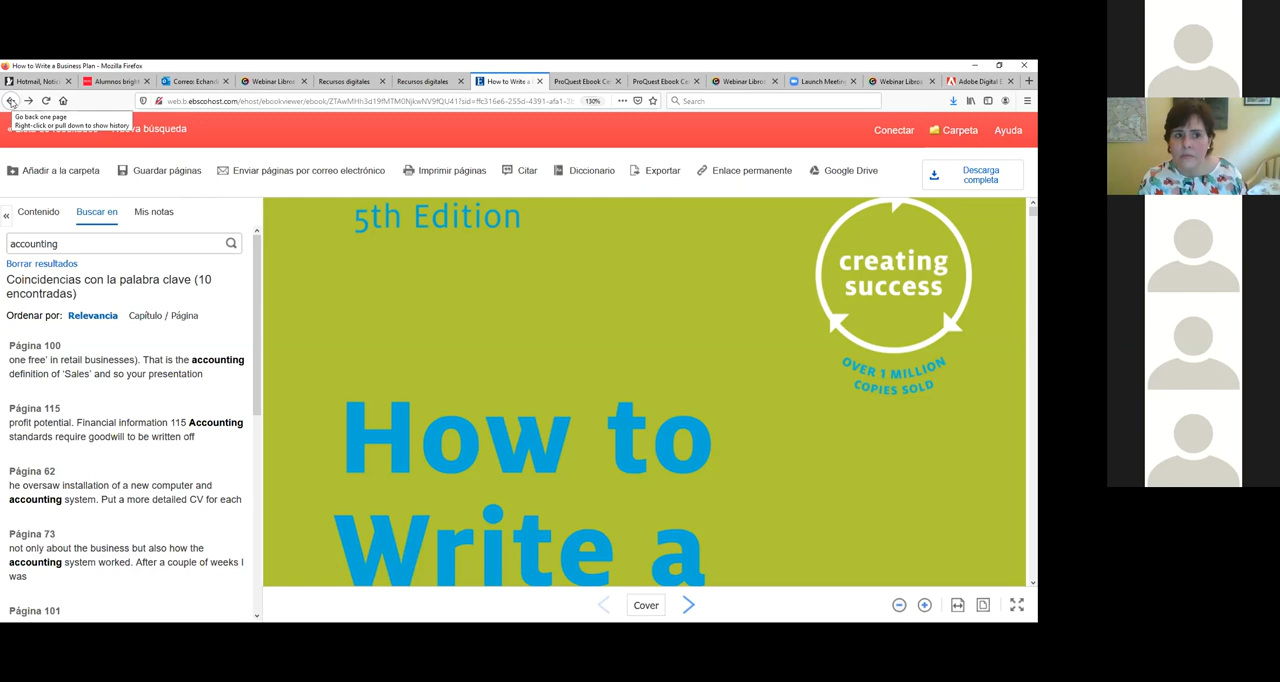 How to Write a Business Plan - Mozilla Firefox
Hotmail, Notici
Alumnos bright
Correo: Echand
Webinar Libros
Recursos digitales
Recursos digitales
How to Write a
ProQuest Ebook Ce
ProQuest Ebook Ce
Webinar Libros
Launch Meeting
Webinar Libros
Adobe Digital E
130%
Search
Go back one page
Right-click or pull down to show history
Nueva búsqueda
Conectar
Carpeta
Ayuda
Añadir a la carpeta
Guardar páginas
Enviar páginas por correo electrónico
Imprimir páginas
Citar
Diccionario
Exportar
Enlace permanente
Google Drive
Descarga
completa
Contenido
Buscar en
Mis notas
accounting
Borrar resultados
Coincidencias con la palabra clave (10
encontradas)
Ordenar por: Relevancia Capítulo / Página
Página 100
one free' in retail businesses). That is the accounting
definition of 'Sales' and so your presentation
Página 115
profit potential. Financial information 115 Accounting
standards require goodwill to be written off
Página 62
he oversaw installation of a new computer and
accounting system. Put a more detailed CV for each
Página 73
not only about the business but also how the
accounting system worked. After a couple of weeks I
was
Página 101
5th Edition
creating
success
OVER 1 MILLION
COPIES SOLD
How to
Write a
Cover